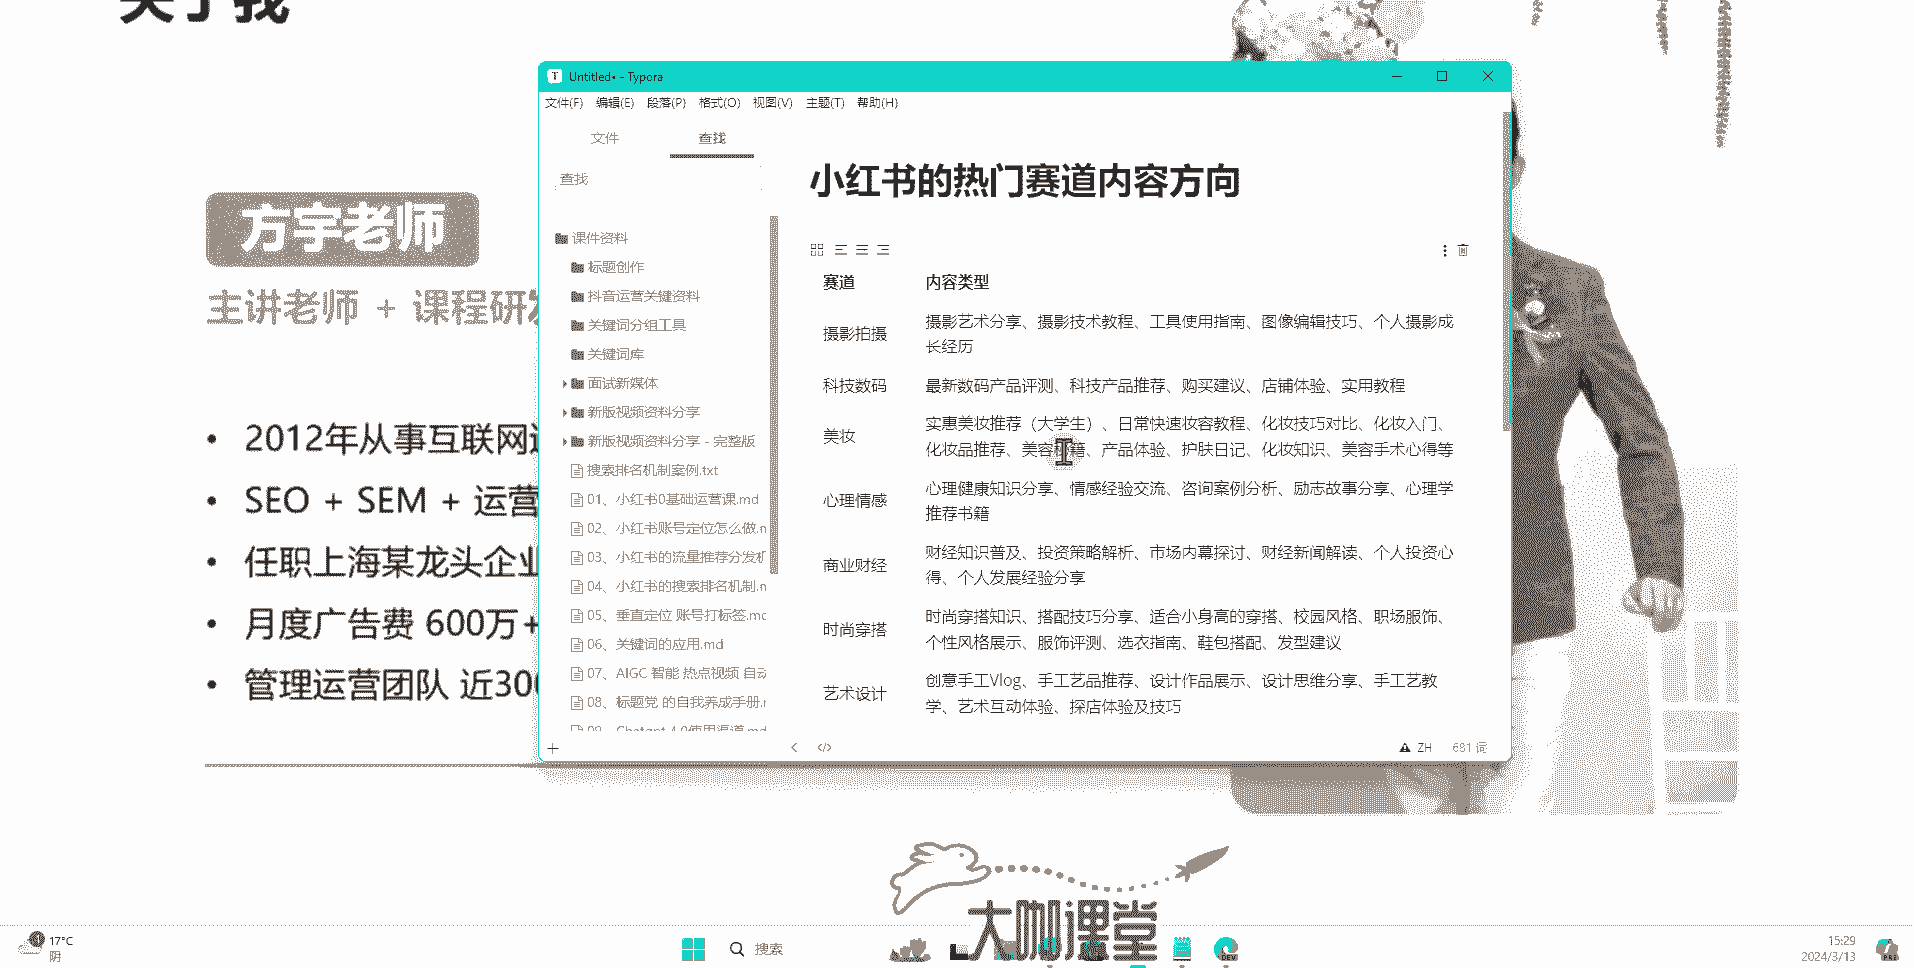 关于我
方宇老师
主讲老师 + 课程研
2012年从事互联网
SEO + SEM + 运营
任职上海某龙头企业
月度广告费 600万+
管理运营团队 近30
Untitled• - Typora
文件(F) 编辑(E) 段落(P) 格式(O) 视图(V) 主题(T) 帮助(H)
文件 查找
查找
课件资料
标题创作
抖音运营关键资料
关键词分组工具
关键词库
面试新媒体
新版视频资料分享
新版视频资料分享 - 完整版
搜索排名机制案例.txt
01、小红书0基础运营课.md
02、小红书账号定位怎么做.n
03、小红书的流量推荐分发机
04、小红书的搜索排名机制.n
05、垂直定位 账号打标签.mc
06、关键词的应用.md
07、AIGC 智能 热点视频 自动
08、标题党 的自我养成手册.r
09、Chatgpt 4.0使用渠道.md
小红书的热门赛道内容方向
赛道 内容类型
摄影拍摄 摄影艺术分享、摄影技术教程、工具使用指南、图像编辑技巧、个人摄影成
长经历
科技数码 最新数码产品评测、科技产品推荐、购买建议、店铺体验、实用教程
美妆 实惠美妆推荐（大学生）、日常快速妆容教程、化妆技巧对比、化妆入门、
化妆品推荐、美容、产品体验、护肤日记、化妆知识、美容手术心得等
心理情感 心理健康知识分享、情感经验交流、咨询案例分析、励志故事分享、心理学
推荐书籍
商业财经 财经知识普及、投资策略解析、市场内幕探讨、财经新闻解读、个人投资心
得、个人发展经验分享
时尚穿搭 时尚穿搭知识、搭配技巧分享、适合小身高的穿搭、校园风格、职场服饰、
个性风格展示、服饰评测、选衣指南、鞋包搭配、发型建议
艺术设计 创意手工Vlog、手工艺品推荐、设计作品展示、设计思维分享、手工艺教
学、艺术互动体验、探店体验及技巧
ZH 681 词
大咖课堂
17°C
阴
搜索
DEV
15:29
2024/3/13
PRE